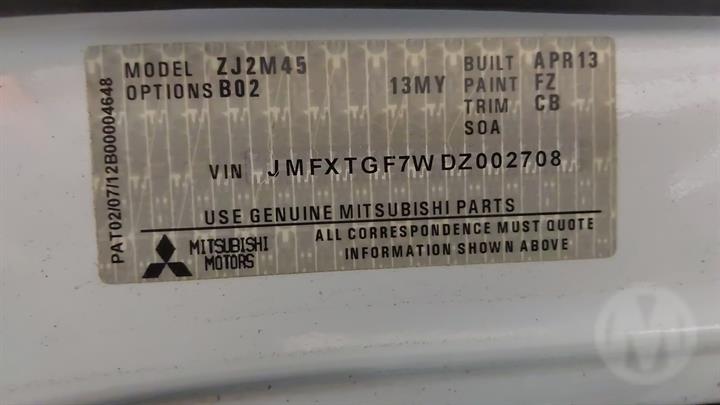 MODEL ZJ2M45 BUILT APR13
OPTIONS B02 13MY PAINT FZ
TRIM CB
SOA
VIN JMFXTGF7WDZ002708
USE GENUINE MITSUBISHI PARTS
MITSUBISHI MOTORS
ALL CORRESPONDENCE MUST QUOTE
INFORMATION SHOWN ABOVE
PAT02/07/12B00004648
M